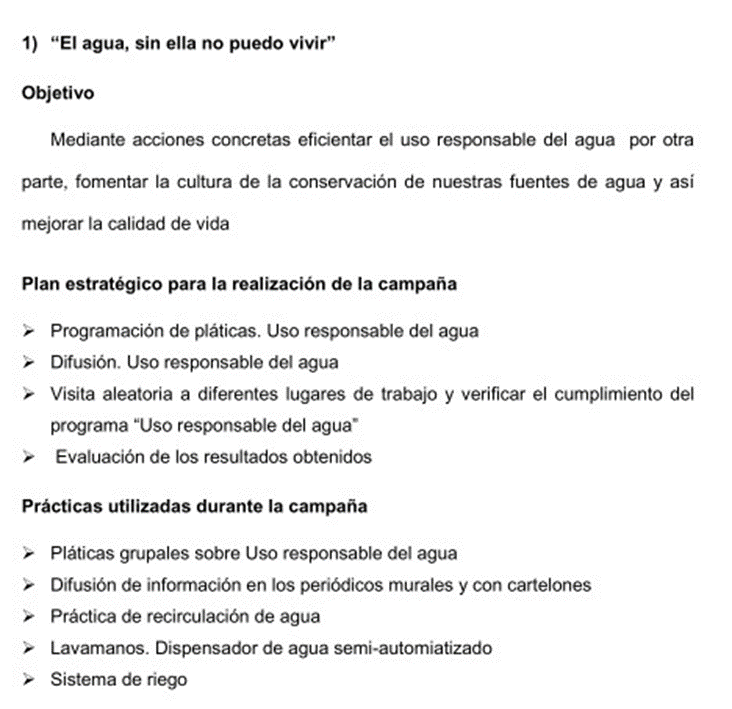 1) “El agua, sin ella no puedo vivir”
Objetivo
Mediante acciones concretas eficientar el uso responsable del agua por otra
parte, fomentar la cultura de la conservación de nuestras fuentes de agua y así
mejorar la calidad de vida
Plan estratégico para la realización de la campaña
➢ Programación de pláticas. Uso responsable del agua
➢ Difusión. Uso responsable del agua
➢ Visita aleatoria a diferentes lugares de trabajo y verificar el cumplimiento del
programa “Uso responsable del agua”
➢ Evaluación de los resultados obtenidos
Prácticas utilizadas durante la campaña
➢ Pláticas grupales sobre Uso responsable del agua
➢ Difusión de información en los periódicos murales y con cartelones
➢ Práctica de recirculación de agua
➢ Lavamanos. Dispensador de agua semi-automiatizado
➢ Sistema de riego